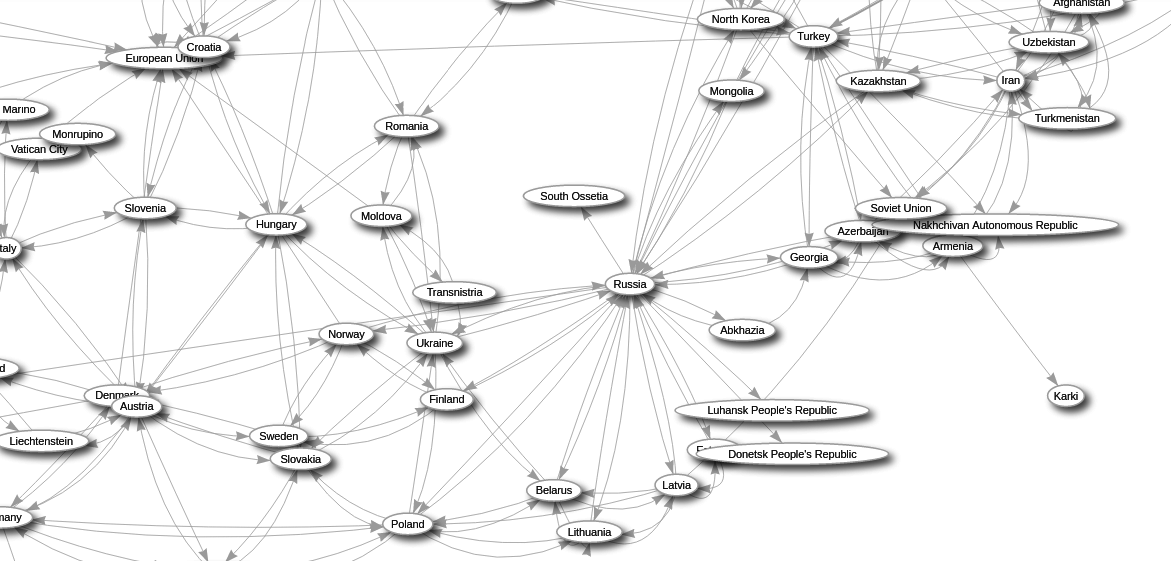 Afghanistan
North Korea
Turkey
Uzbekistan
Croatia
European Union
Iran
Kazakhstan
Mongolia
Marino
Turkmenistan
Romania
Monrupino
Vatican City
South Ossetia
Slovenia
Soviet Union
Moldova
Hungary
Nakhchivan Autonomous Republic
Azerbaijan
Armenia
Georgia
Russia
Transnistria
Abkhazia
Norway
Ukraine
Denmark
Karki
Finland
Austria
Luhansk People's Republic
Sweden
Liechtenstein
Donetsk People's Republic
Slovakia
Latvia
Belarus
Poland
Lithuania